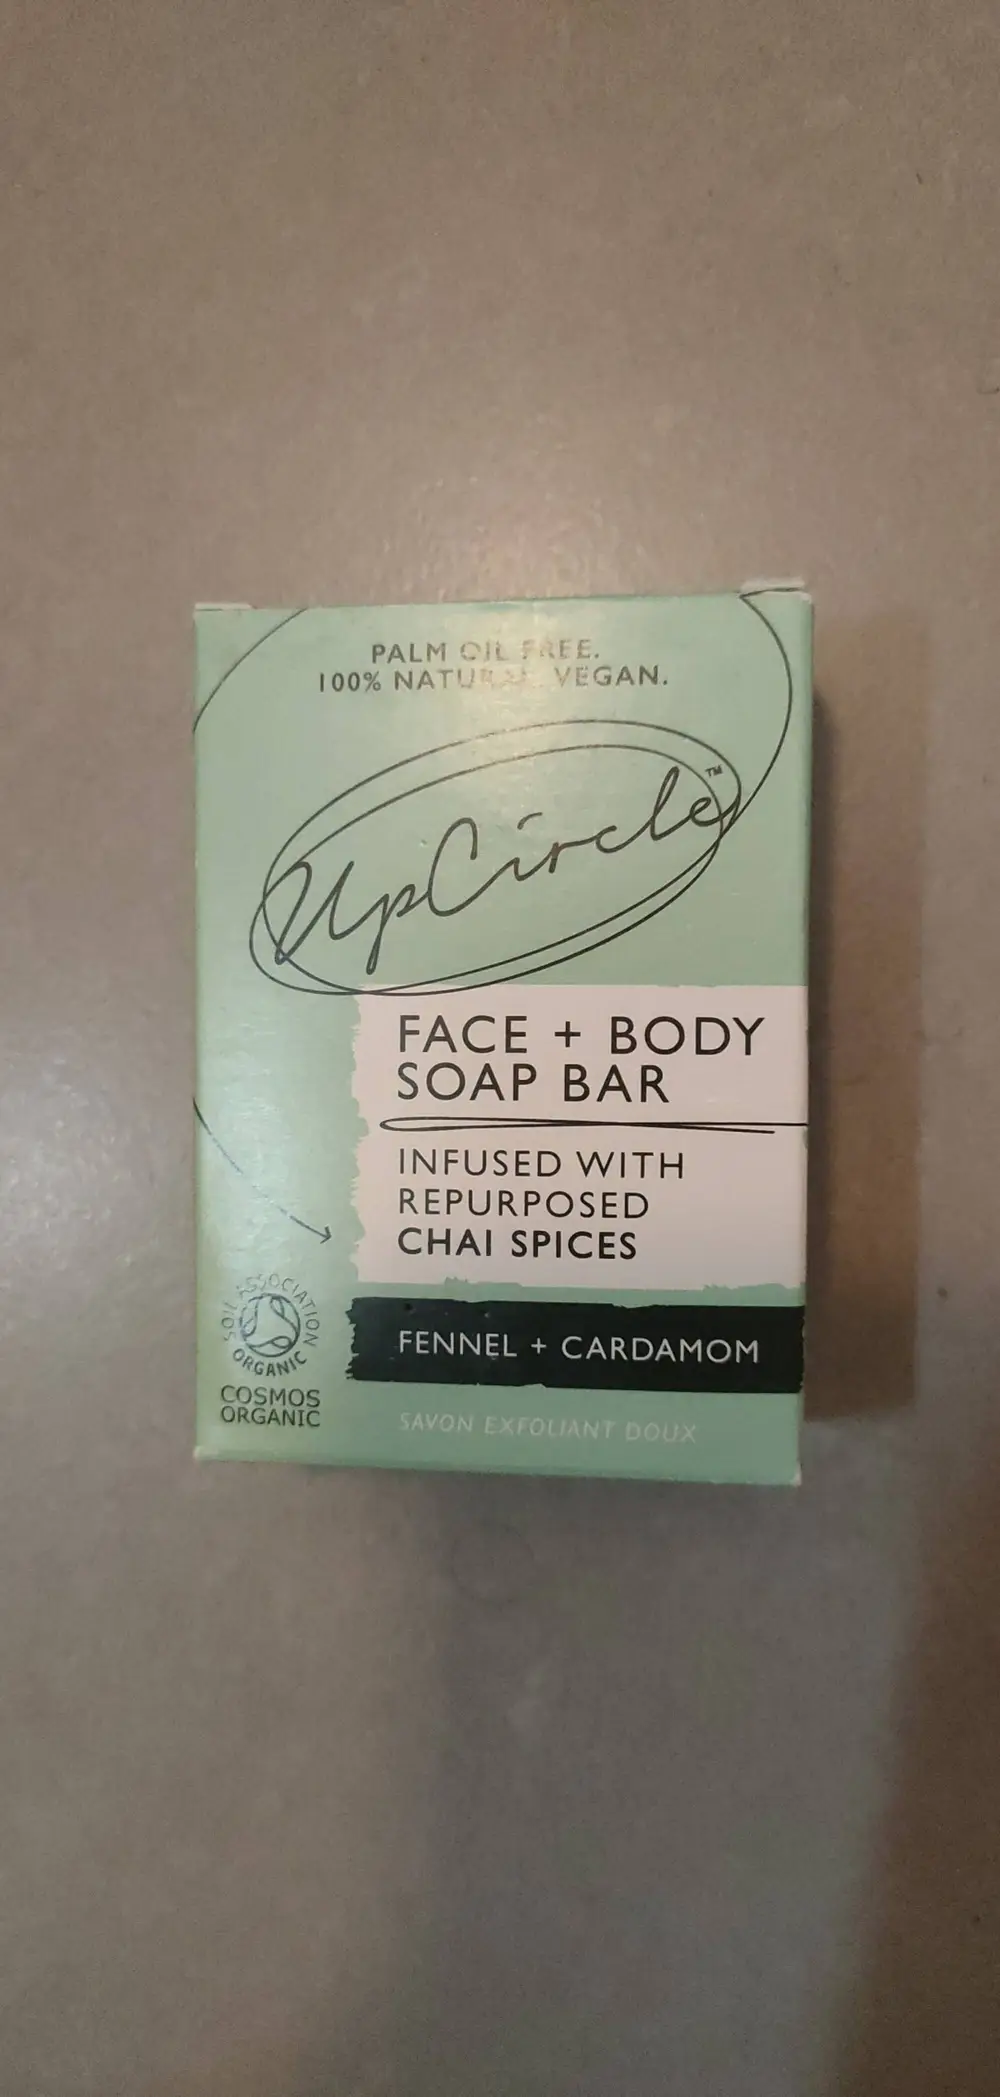 PALM OIL FREE.
100% NATURAL. VEGAN.
UpCircle™
FACE + BODY
SOAP BAR
INFUSED WITH
REPURPOSED
CHAI SPICES
FENNEL + CARDAMOM
SAVON EXFOLIANT DOUX
SOIL ASSOCIATION
ORGANIC
COSMOS
ORGANIC